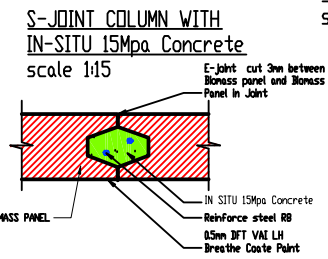 S-JOINT COLUMN WITH
IN-SITU 15Mpa Concrete
scale 1:15
E-joint cut 3mm between
Biomass panel and Biomass
Panel in Joint
IN SITU 15Mpa Concrete
MASS PANEL
Reinforce steel R8
0.5mm DFT VAI LH
Breathe Coate Paint